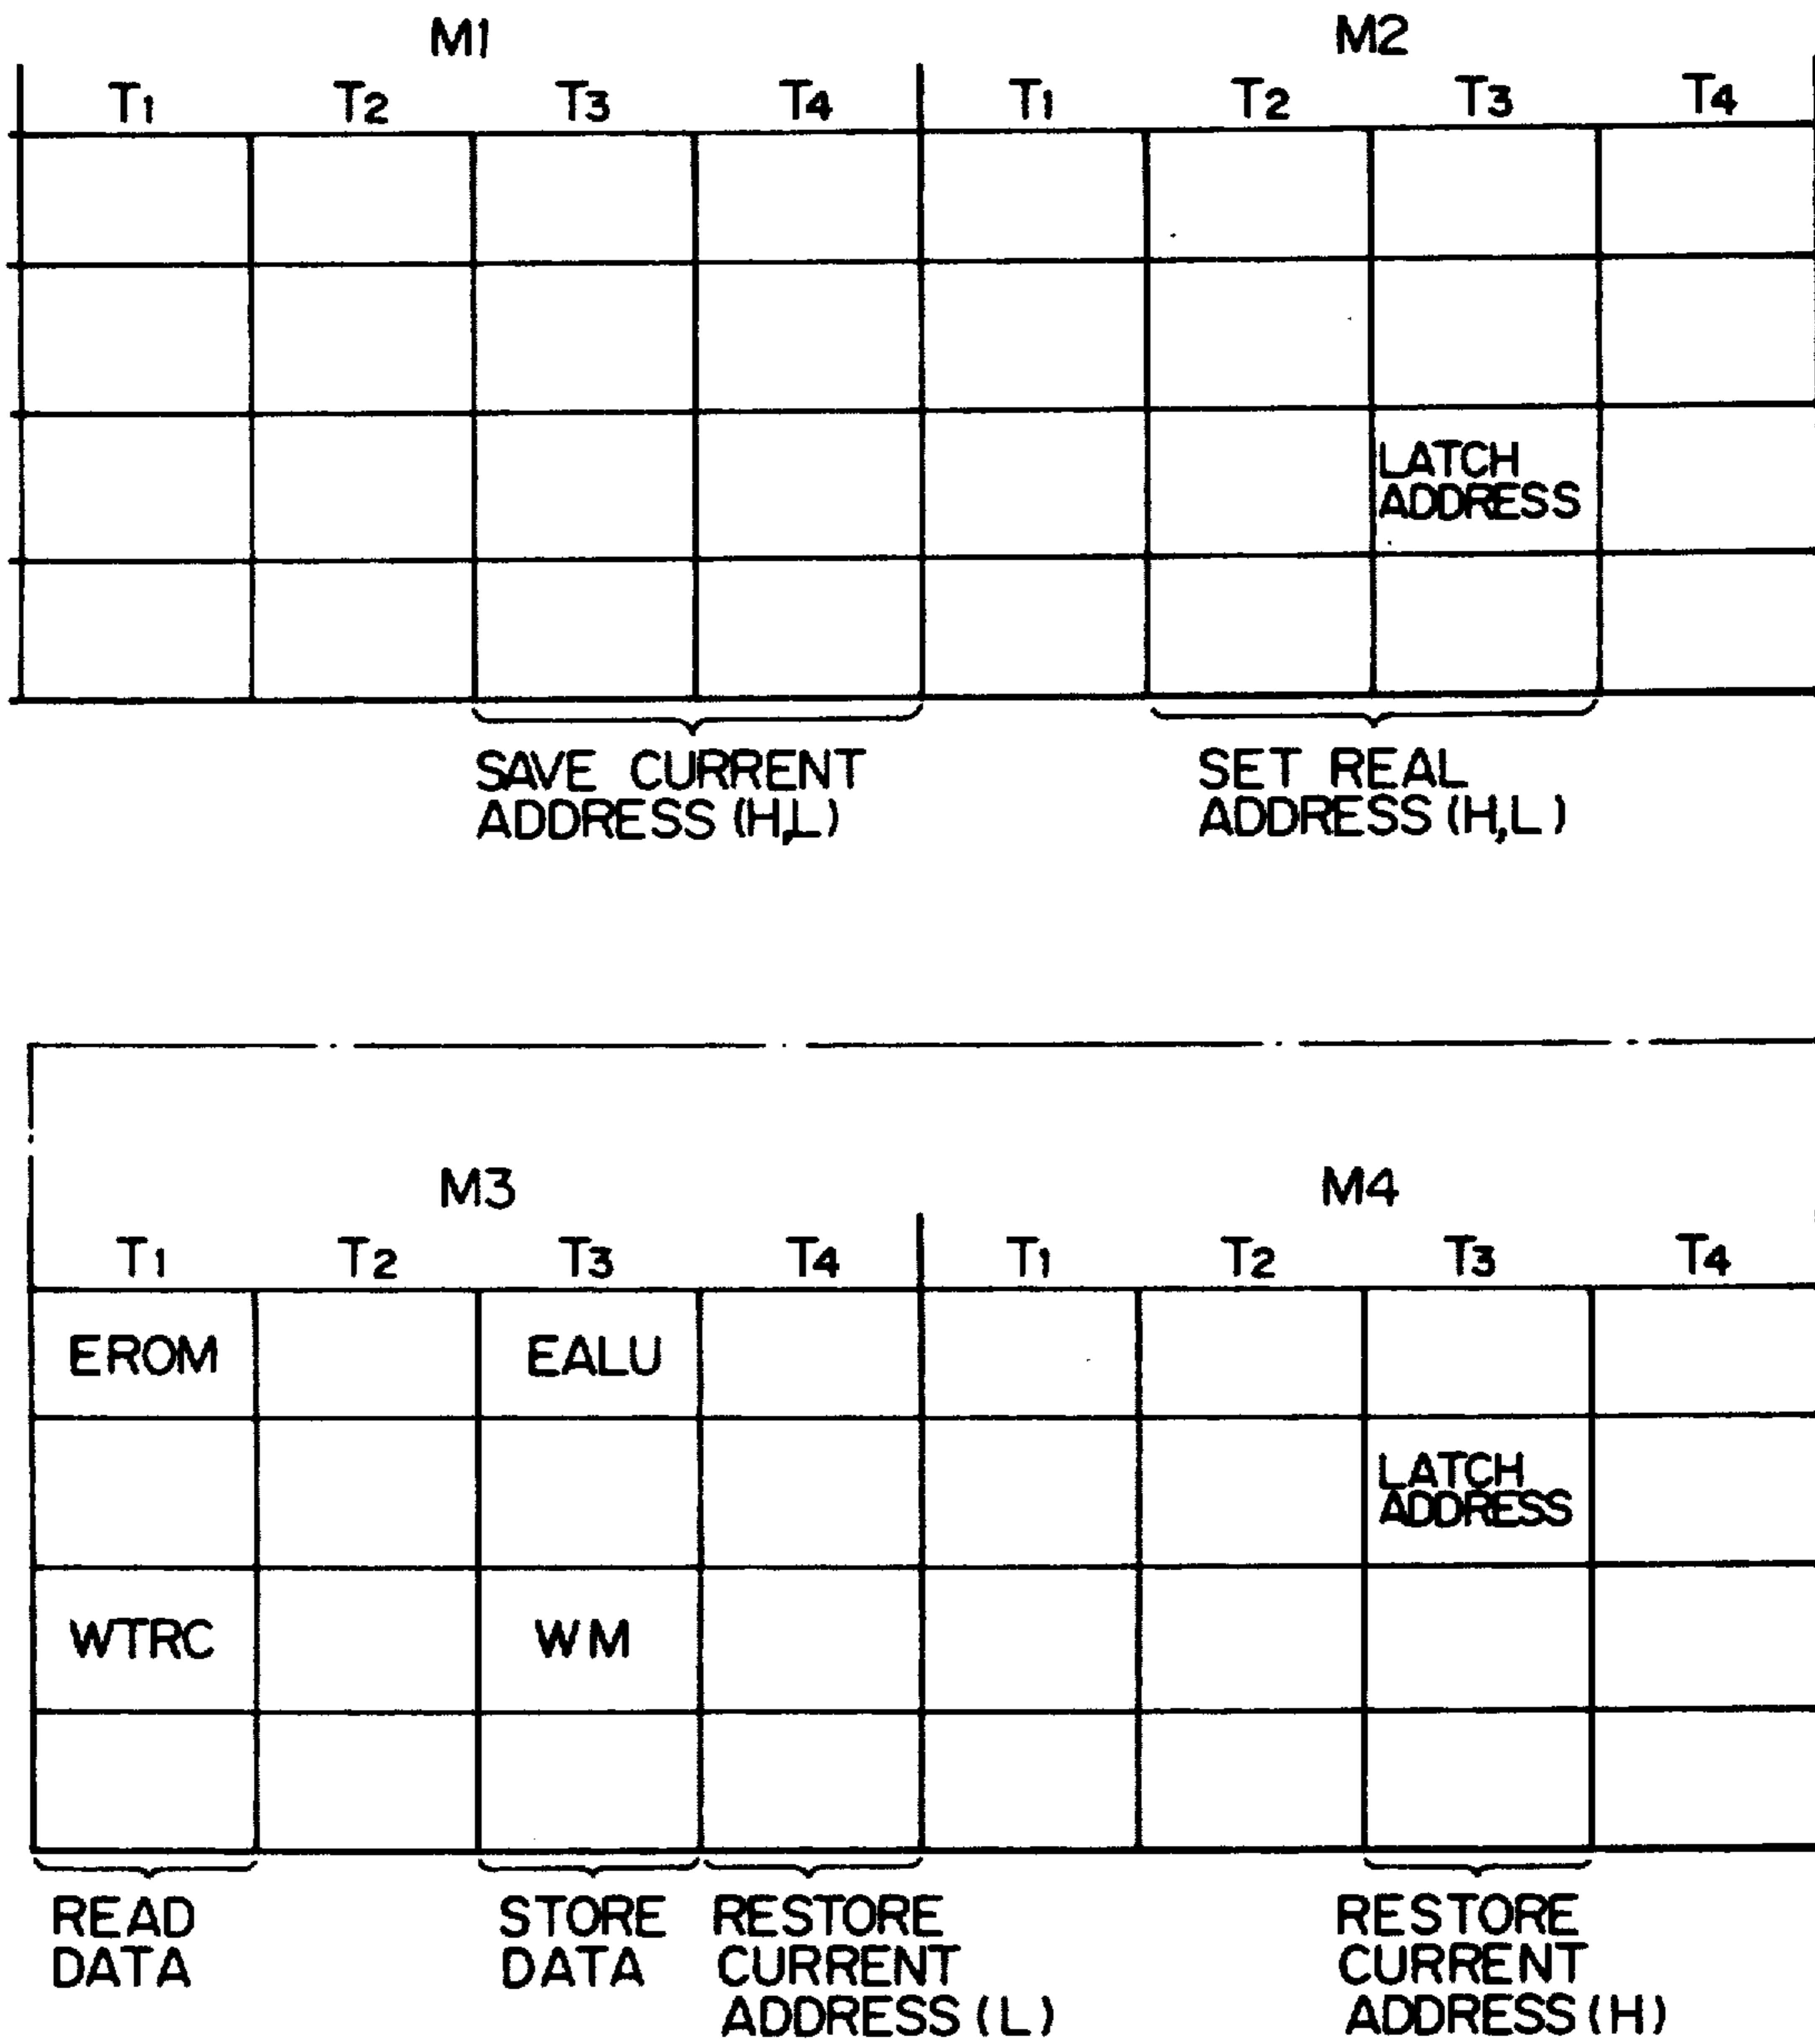 M1 M2
T1 T2 T3 T4 T1 T2 T3 T4
LATCH
ADDRESS
SAVE CURRENT
ADDRESS (H,L)
SET REAL
ADDRESS (H,L)
M3 M4
T1 T2 T3 T4 T1 T2 T3 T4
EROM EALU
LATCH
ADDRESS
WTRC WM
READ
DATA
STORE
DATA
RESTORE
CURRENT
ADDRESS (L)
RESTORE
CURRENT
ADDRESS (H)